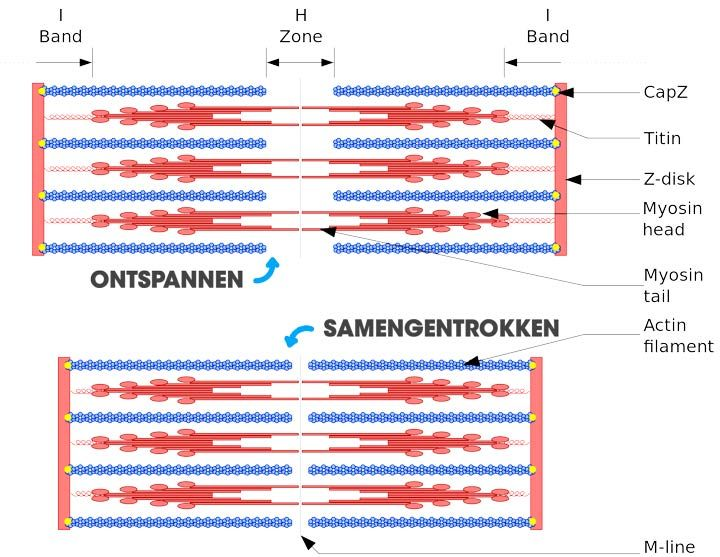 I
Band
H
Zone
I
Band
CapZ
Titin
Z-disk
Myosin
head
ONTSPANNEN
Myosin
tail
SAMENGENTROKKEN
Actin
filament
M-line